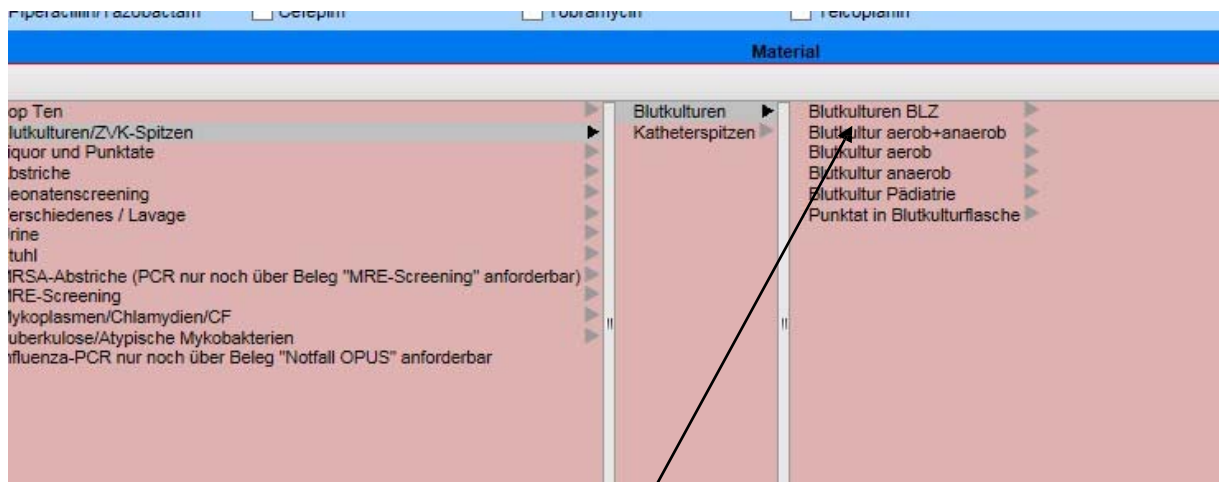 Piperacillin/Tazobactam Cefepim Tobramycin Teicoplanin
Material
op Ten
lutkulturen/ZVK-Spitzen
iquor und Punktate
bstriche
eonatenscreening
erschiedenes / Lavage
rine
tuhl
IRSA-Abstriche (PCR nur noch über Beleg "MRE-Screening" anforderbar)
IRE-Screening
lykoplasmen/Chlamydien/CF
uberkulose/Atypische Mykobakterien
nfluenza-PCR nur noch über Beleg "Notfall OPUS" anforderbar
Blutkulturen
Katheterspitzen
Blutkulturen BLZ
Blutkultur aerob+anaerob
Blutkultur aerob
Blutkultur anaerob
Blutkultur Pädiatrie
Punktat in Blutkulturflasche